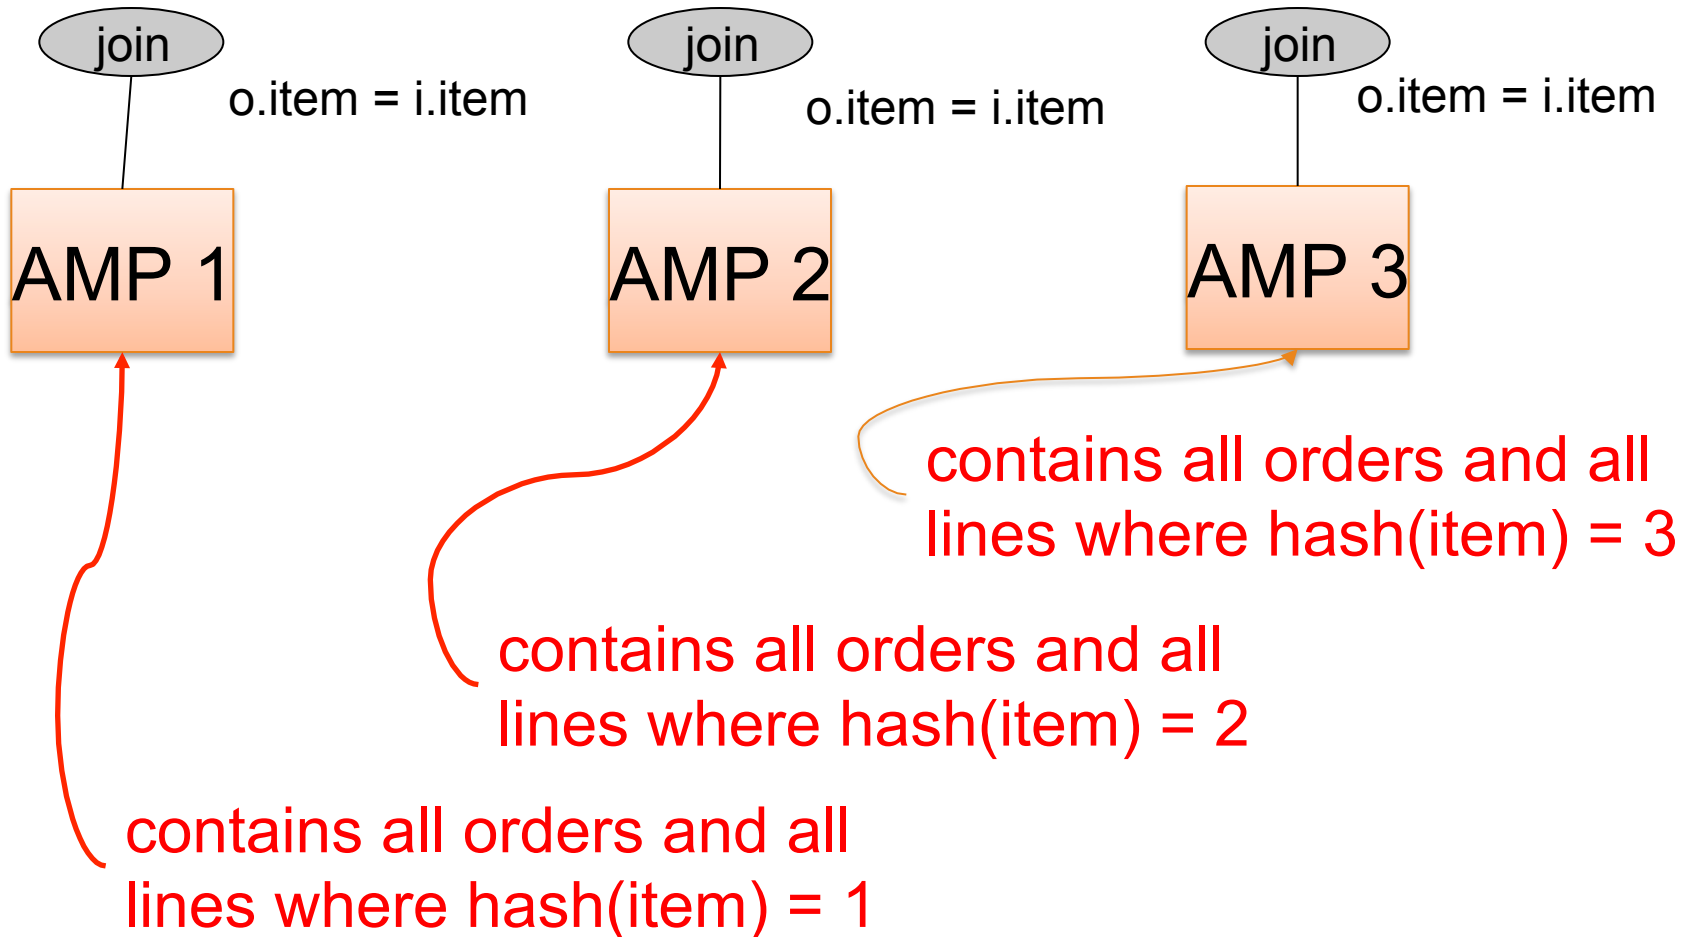 join
join
join
o.item = i.item
o.item = i.item
o.item = i.item
AMP 1
AMP 2
AMP 3
contains all orders and all
lines where hash(item) = 3
contains all orders and all
lines where hash(item) = 2
contains all orders and all
lines where hash(item) = 1